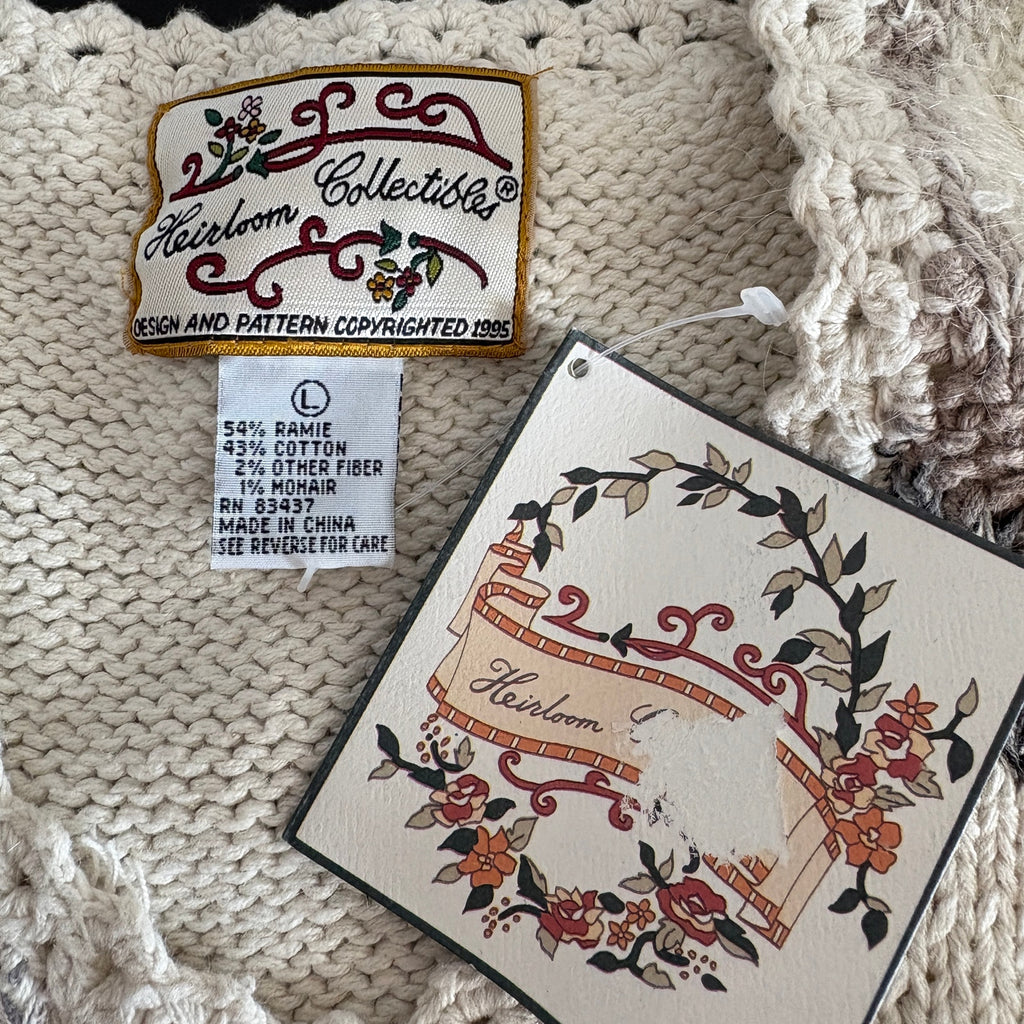 Heirloom Collectibles®
DESIGN AND PATTERN COPYRIGHTED 1995
L
54% RAMIE
43% COTTON
2% OTHER FIBER
1% MOHAIR
RN 83437
MADE IN CHINA
SEE REVERSE FOR CARE
Heirloom